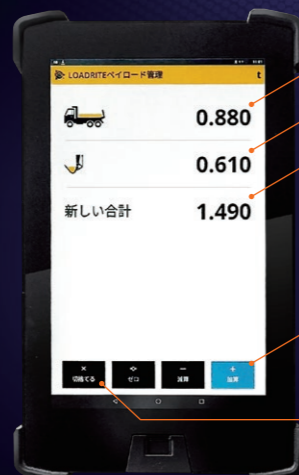 LOADRITEペイロード管理
t
0.880
0.610
新しい合計
1.490
×
切捨てる
ゼロ
−
減算
+
加算